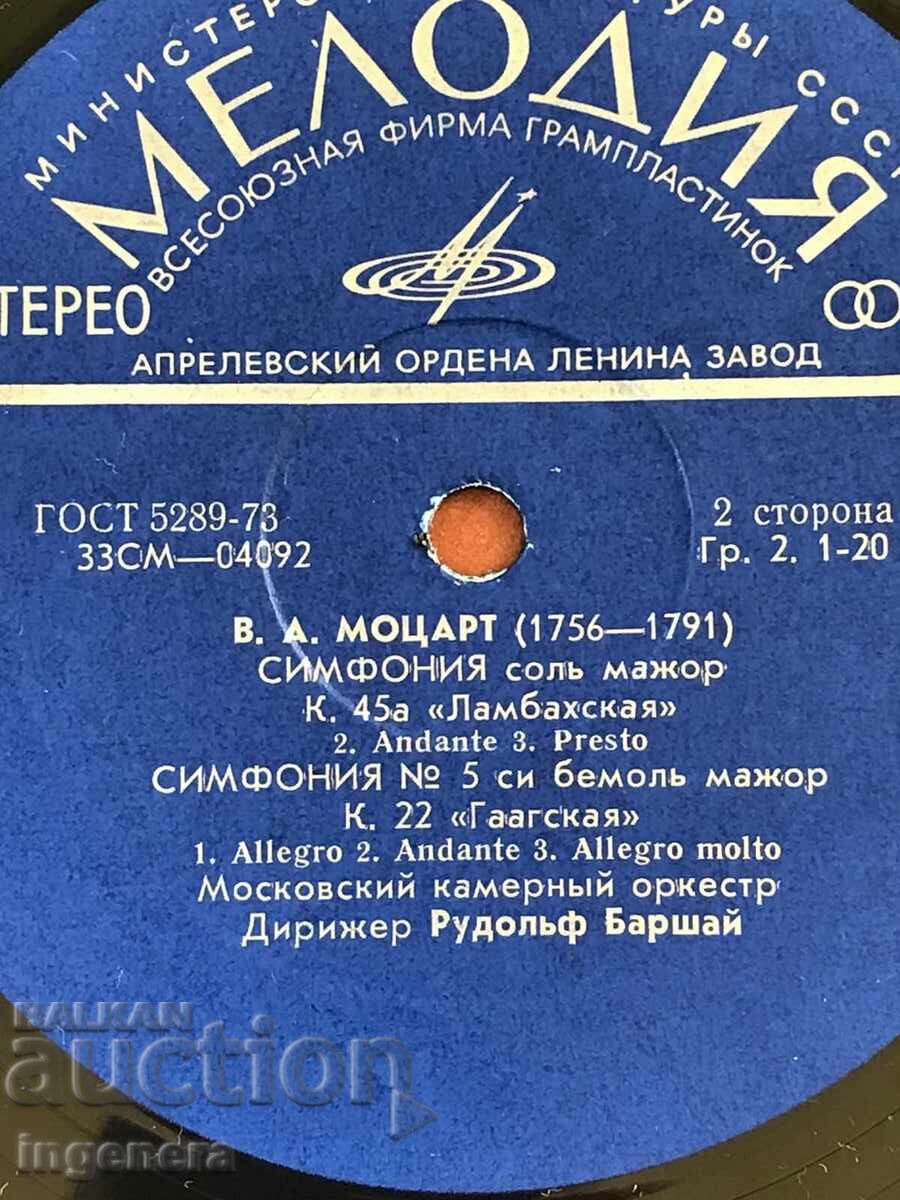 МИНИСТЕРС ТУРЫ СССР
МЕЛОДИЯ
ВСЕСОЮЗНАЯ ФИРМА ГРАМПЛАСТИНОК
ТЕРЕО
АПРЕЛЕВСКИЙ ОРДЕНА ЛЕНИНА ЗАВОД
ГОСТ 5289-73
2 сторона
33СМ—04092
Гр. 2. 1-20
В. А. МОЦАРТ (1756—1791)
СИМФОНИЯ соль мажор
К. 45а «Ламбахская»
2. Andante 3. Presto
СИМФОНИЯ № 5 си бемоль мажор
К. 22 «Гаагская»
1. Allegro 2. Andante 3. Allegro molto
Московский камерный оркестр
Дирижер Рудольф Баршай
BALKAN
auction
ingenera